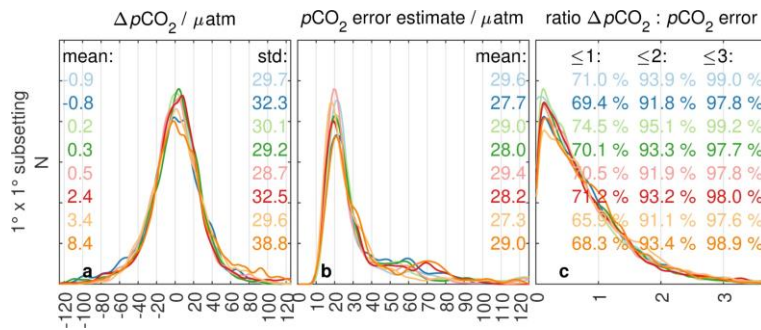 ΔpCO2 / μatm
pCO2 error estimate / μatm
ratio ΔpCO2 : pCO2 error
mean: std: mean: ≤1: ≤2: ≤3:
-0.9 29.7 29.6 71.0 % 93.9 % 99.0 %
-0.8 32.3 27.7 69.4 % 91.8 % 97.8 %
0.2 30.1 29.0 74.5 % 95.1 % 99.2 %
0.3 29.2 28.0 70.1 % 93.3 % 97.7 %
0.5 28.7 29.4 70.5 % 91.9 % 97.8 %
2.4 32.5 28.2 71.2 % 93.2 % 98.0 %
3.4 29.6 27.3 65.5 % 91.1 % 97.6 %
8.4 38.8 29.0 68.3 % 93.4 % 98.9 %
1° x 1° subsetting
N
a b c
-120 -100 -80 -60 -40 -20 0 20 40 60 80 100 120
0 10 20 30 40 50 60 70 80 90 100 110 120
0 1 2 3